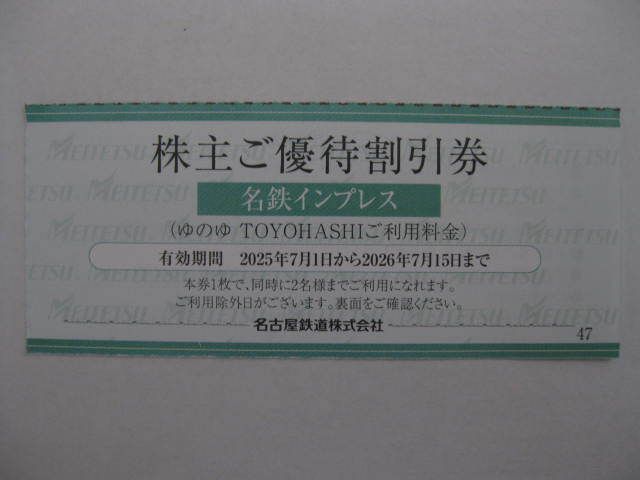 株主ご優待割引券
名鉄インプレス
(ゆのゆ TOYOHASHIご利用料金)
有効期間 2025年7月1日から2026年7月15日まで
本券1枚で、同時に2名様までご利用になれます。
ご利用除外日がございます。裏面をご確認ください。
名古屋鉄道株式会社
47
MEITETSU MEITETSU MEITETSU MEITETSU